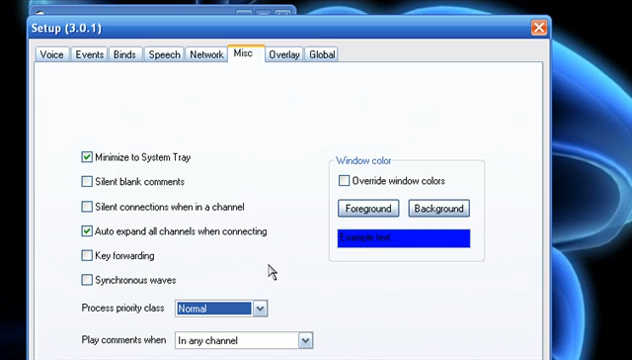 Setup (3.0.1)
Voice Events Binds Speech Network Misc Overlay Global
Minimize to System Tray
Silent blank comments
Silent connections when in a channel
Auto expand all channels when connecting
Key forwarding
Synchronous waves
Process priority class Normal
Play comments when In any channel
Window color
Override window colors
Foreground Background
Example text